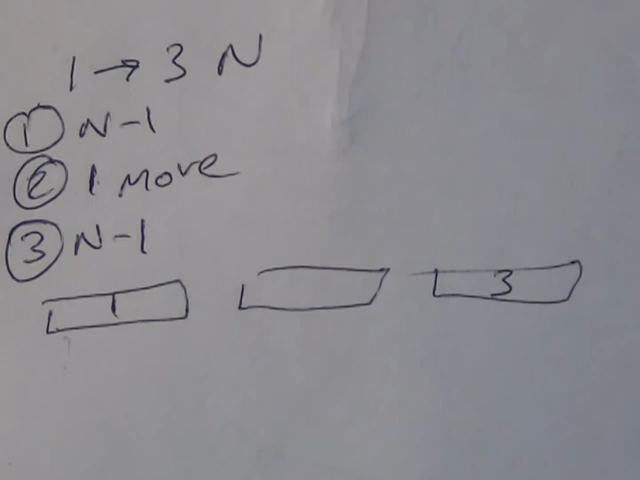 1 → 3 N
① N-1
② 1 move
③ N-1
1 3